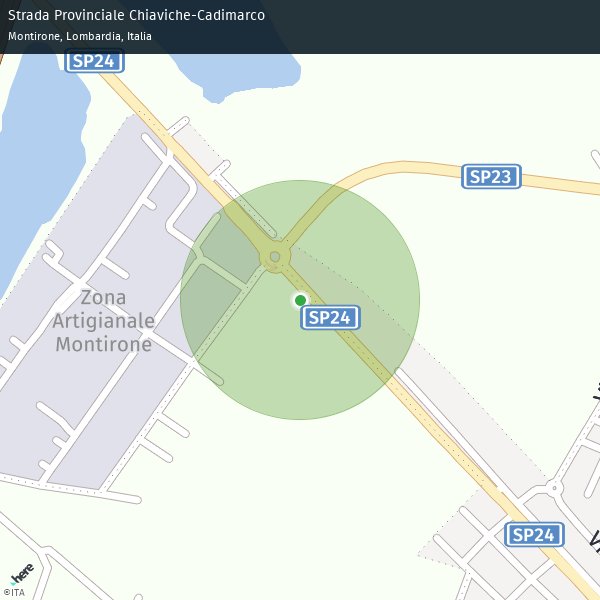 Strada Provinciale Chiaviche-Cadimarco
Montirone, Lombardia, Italia
SP24
SP23
Zona
Artigianale
Montirone
SP24
SP24
here
©ITA